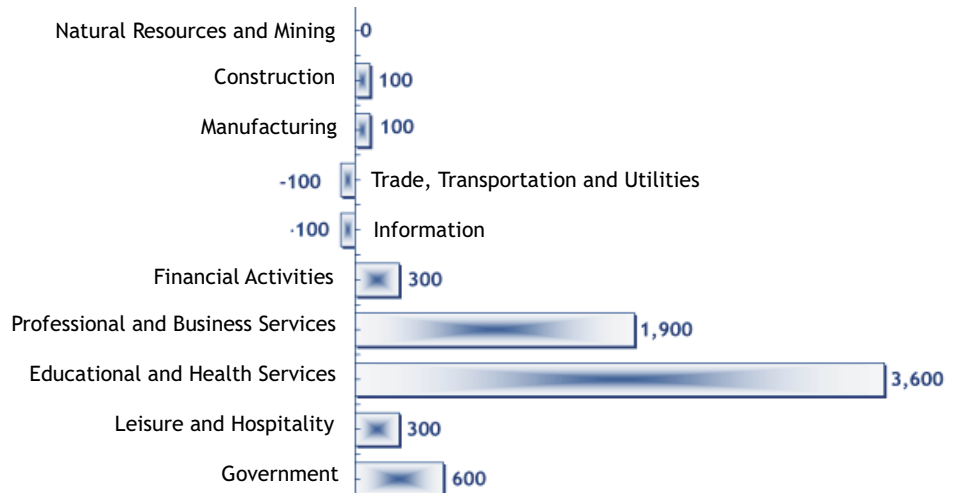 Natural Resources and Mining 0
Construction 100
Manufacturing 100
-100 Trade, Transportation and Utilities
-100 Information
Financial Activities 300
Professional and Business Services 1,900
Educational and Health Services 3,600
Leisure and Hospitality 300
Government 600